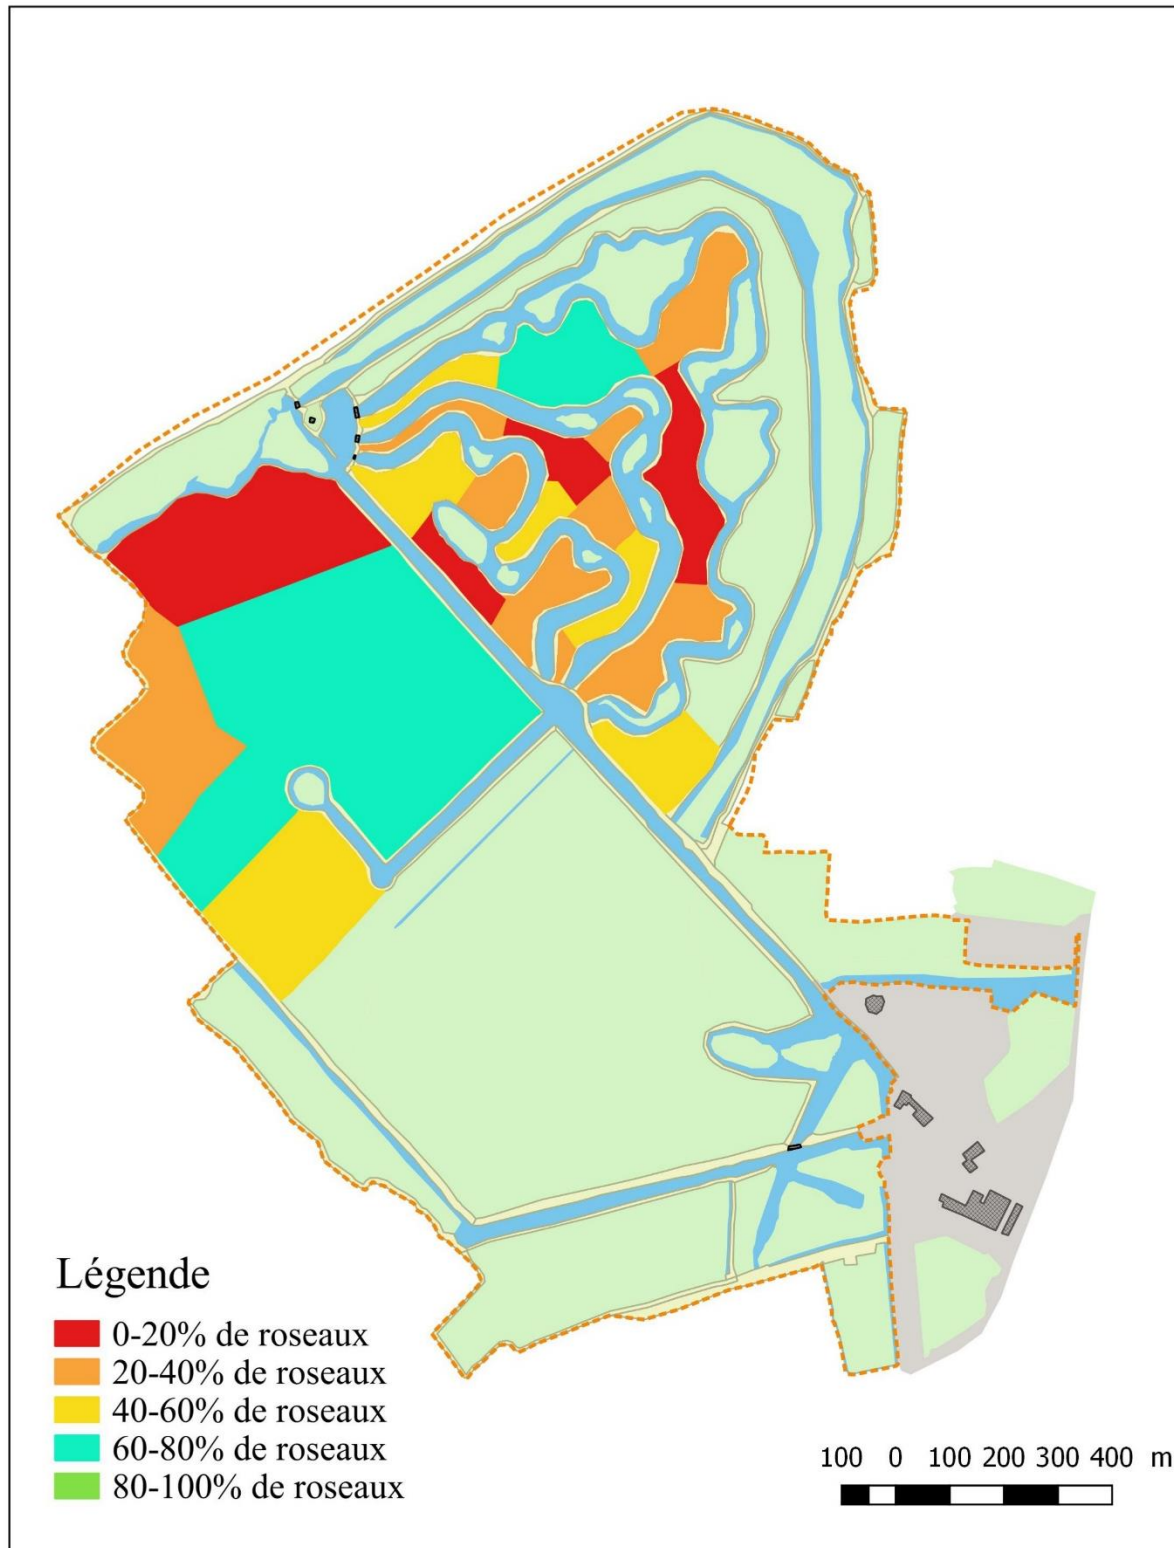 Légende
0-20% de roseaux
20-40% de roseaux
40-60% de roseaux
60-80% de roseaux
80-100% de roseaux
100 0 100 200 300 400 m